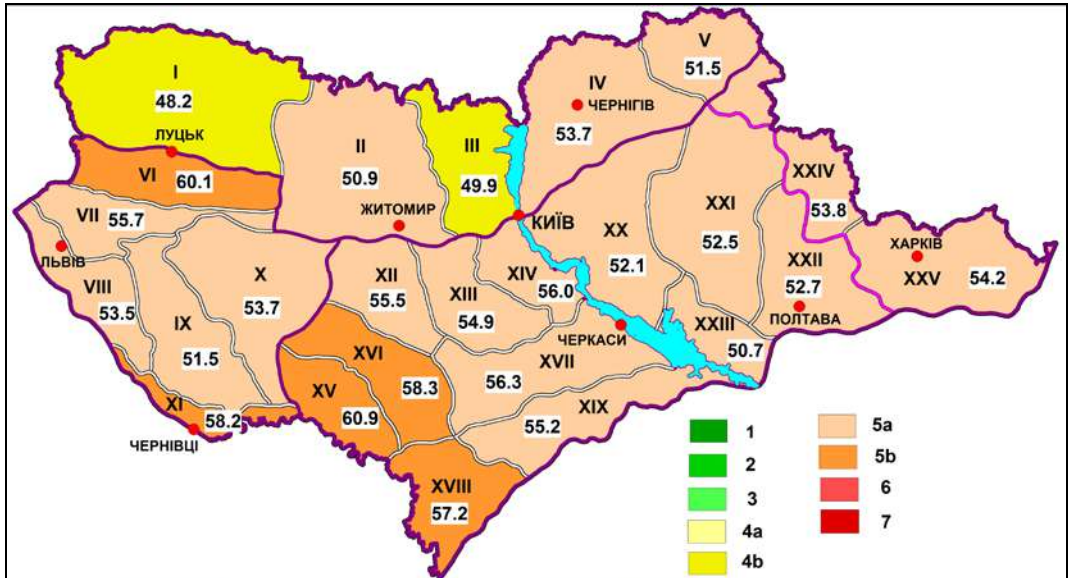 V
51.5
I
48.2
IV
ЧЕРНІГІВ
53.7
ЛУЦЬК
II
50.9
III
49.9
VI
60.1
XXIV
53.8
VII
55.7
ЖИТОМИР
КИЇВ
XXI
52.5
ХАРКІВ
XXV
54.2
ЛЬВІВ
VIII
53.5
X
53.7
XII
55.5
XIII
54.9
XIV
56.0
XX
52.1
XXII
52.7
ПОЛТАВА
IX
51.5
ЧЕРКАСИ
XXIII
50.7
XVI
58.3
XVII
56.3
XV
60.9
XI
58.2
ЧЕРНІВЦІ
XIX
55.2
XVIII
57.2
1
2
3
4a
4b
5a
5b
6
7